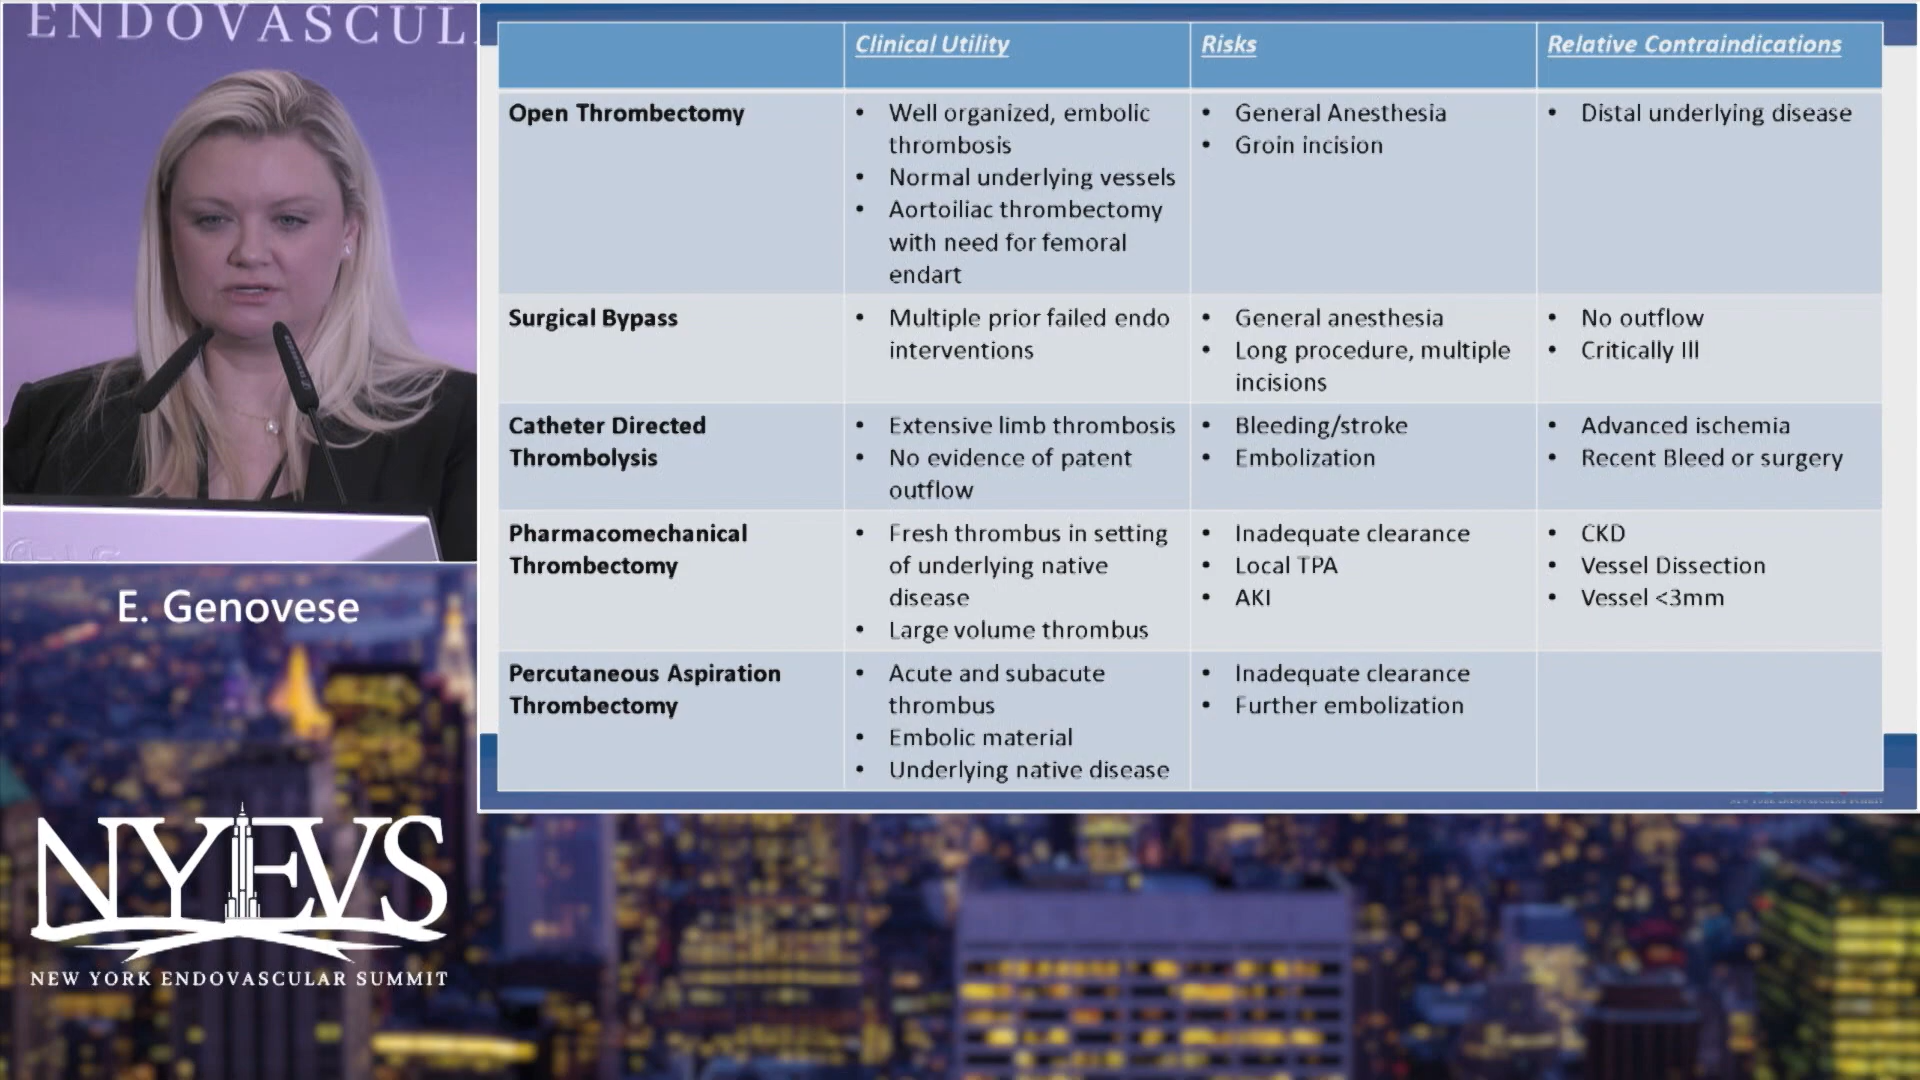 ENDOVASCUL
Clinical Utility
Risks
Relative Contraindications
Open Thrombectomy
• Well organized, embolic
thrombosis
• Normal underlying vessels
• Aortoiliac thrombectomy
with need for femoral
endart
• General Anesthesia
• Groin incision
• Distal underlying disease
Surgical Bypass
• Multiple prior failed endo
interventions
• General anesthesia
• Long procedure, multiple
incisions
• No outflow
• Critically Ill
Catheter Directed
Thrombolysis
• Extensive limb thrombosis
• No evidence of patent
outflow
• Bleeding/stroke
• Embolization
• Advanced ischemia
• Recent Bleed or surgery
Pharmacomechanical
Thrombectomy
• Fresh thrombus in setting
of underlying native
disease
• Large volume thrombus
• Inadequate clearance
• Local TPA
• AKI
• CKD
• Vessel Dissection
• Vessel <3mm
Percutaneous Aspiration
Thrombectomy
• Acute and subacute
thrombus
• Embolic material
• Underlying native disease
• Inadequate clearance
• Further embolization
E. Genovese
NYEVS
NEW YORK ENDOVASCULAR SUMMIT